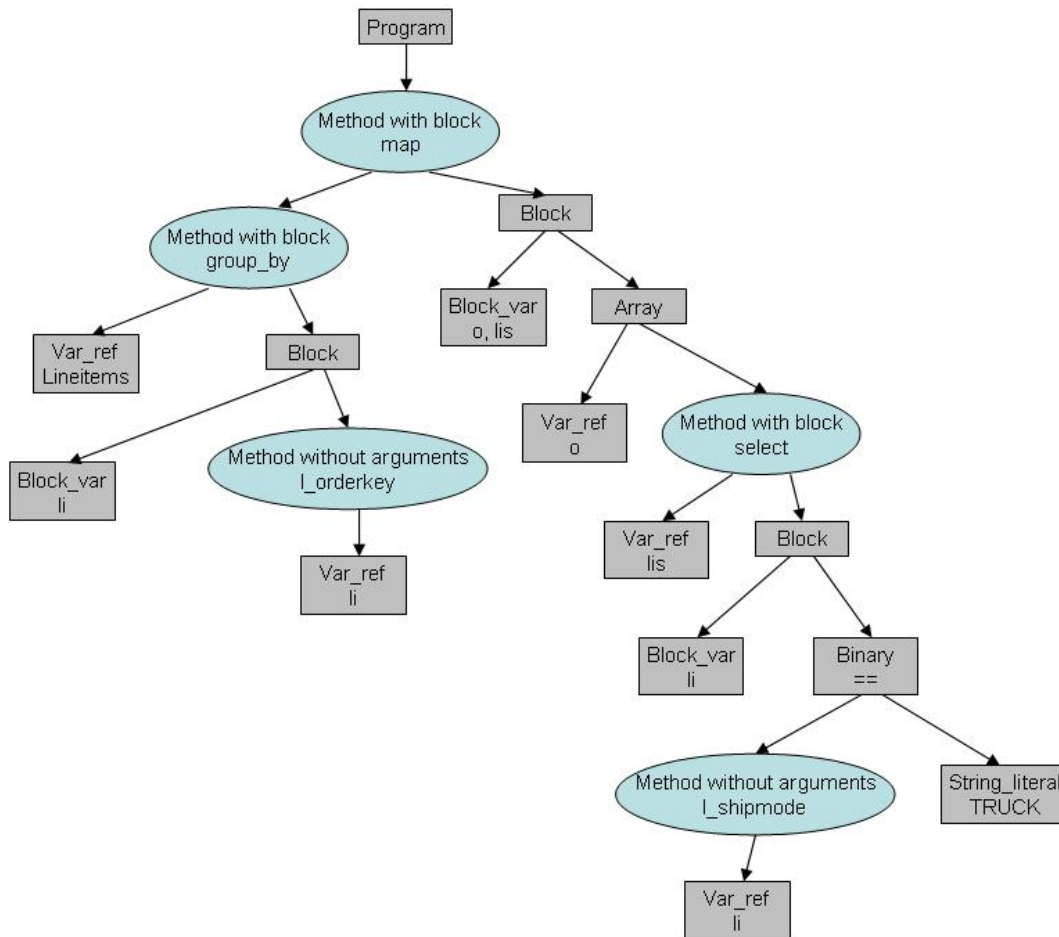 Program
Method with block
map
Block
Method with block
group_by
Block_var
o, lis
Array
Var_ref
Lineitems
Block
Var_ref
o
Method with block
select
Block_var
li
Method without arguments
l_orderkey
Var_ref
lis
Block
Var_ref
li
Block_var
li
Binary
==
Method without arguments
l_shipmode
String_literal
TRUCK
Var_ref
li